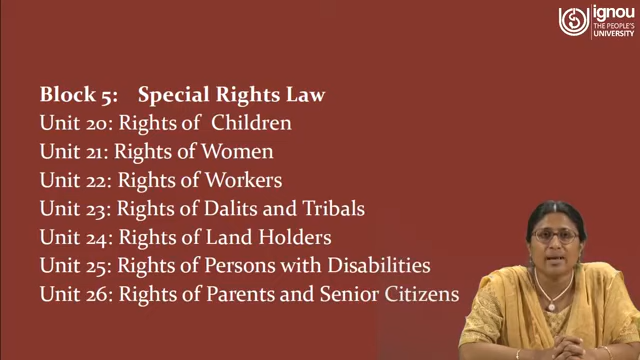 ignou
THE PEOPLE'S
UNIVERSITY
Block 5: Special Rights Law
Unit 20: Rights of Children
Unit 21: Rights of Women
Unit 22: Rights of Workers
Unit 23: Rights of Dalits and Tribals
Unit 24: Rights of Land Holders
Unit 25: Rights of Persons with Disabilities
Unit 26: Rights of Parents and Senior Citizens